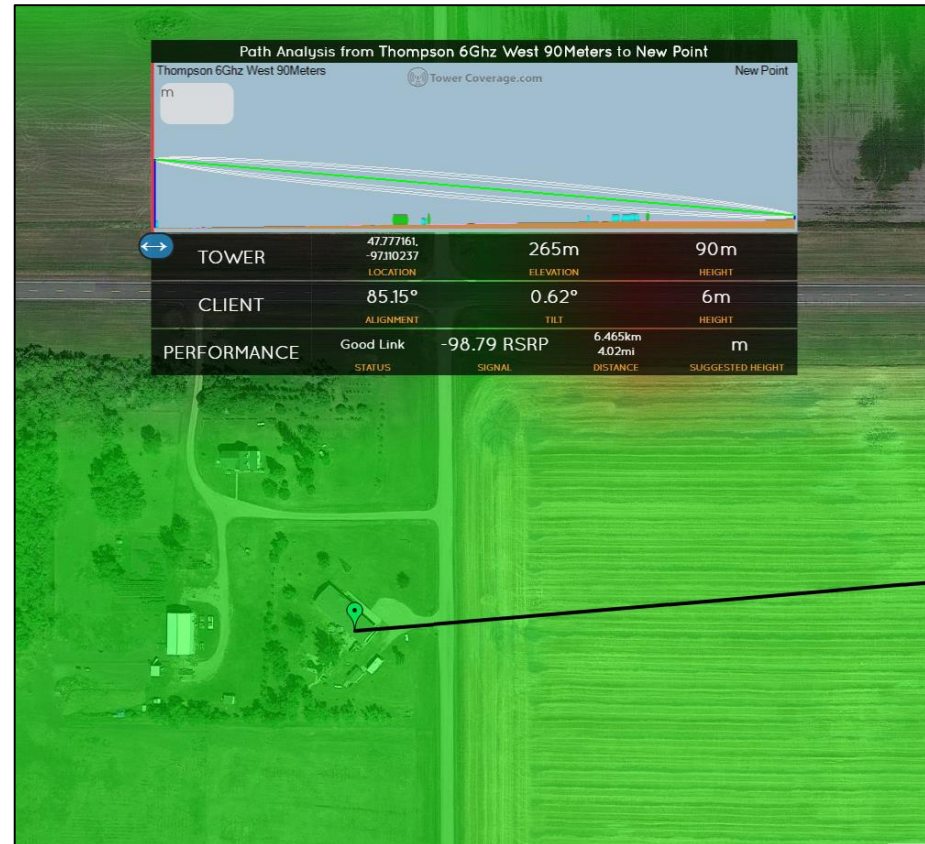 Path Analysis from Thompson 6Ghz West 90Meters to New Point
Thompson 6Ghz West 90Meters
Tower Coverage.com
New Point
m
TOWER
47.777161,
-97.110237
LOCATION
265m
ELEVATION
90m
HEIGHT
CLIENT
85.15°
ALIGNMENT
0.62°
TILT
6m
HEIGHT
PERFORMANCE
Good Link
STATUS
-98.79 RSRP
SIGNAL
6.465km
4.02mi
DISTANCE
m
SUGGESTED HEIGHT